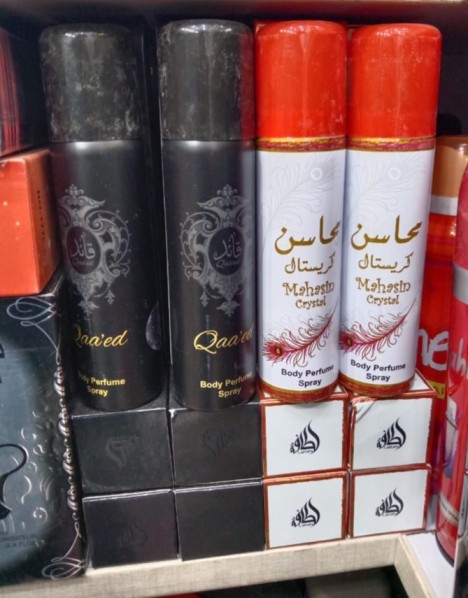 قائد
Qaa'ed
Body Perfume
Spray
قائد
Qaa'ed
Body Perfume
Spray
محاسن
كريستال
Mahasin
Crystal
Body Perfume
Spray
محاسن
كريستال
Mahasin
Crystal
Body Perfume
Spray
لطافة
لطافة
لطافة
لطافة